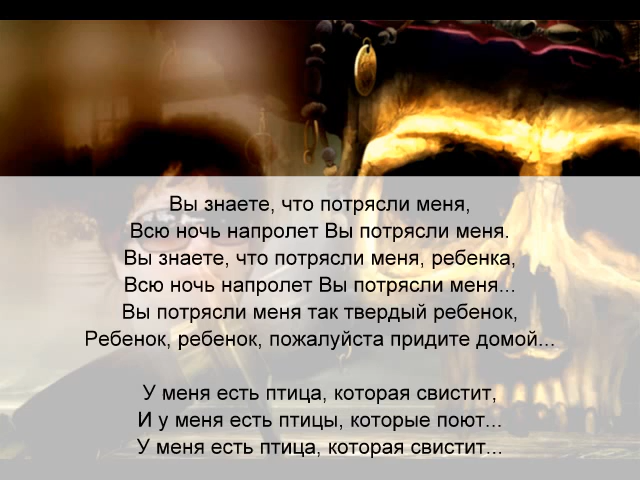 Вы знаете, что потрясли меня,
Всю ночь напролет Вы потрясли меня.
Вы знаете, что потрясли меня, ребенка,
Всю ночь напролет Вы потрясли меня...
Вы потрясли меня так твердый ребенок,
Ребенок, ребенок, пожалуйста придите домой...
У меня есть птица, которая свистит,
И у меня есть птицы, которые поют...
У меня есть птица, которая свистит...